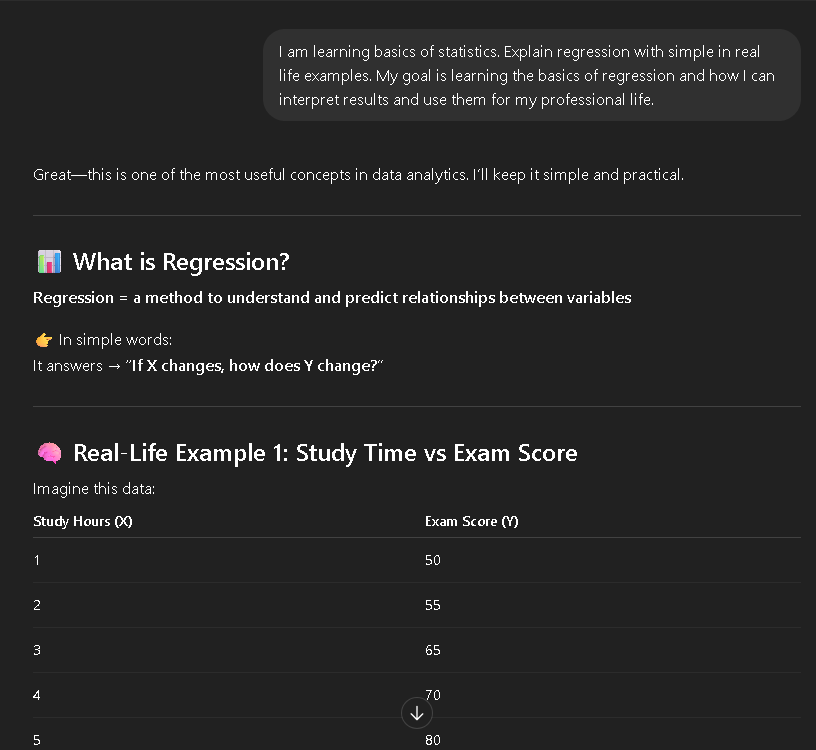 I am learning basics of statistics. Explain regression with simple in real
life examples. My goal is learning the basics of regression and how I can
interpret results and use them for my professional life.
Great—this is one of the most useful concepts in data analytics. I'll keep it simple and practical.
📊 What is Regression?
Regression = a method to understand and predict relationships between variables
👉 In simple words:
It answers → "If X changes, how does Y change?"
🧠 Real-Life Example 1: Study Time vs Exam Score
Imagine this data:
Study Hours (X) Exam Score (Y)
1 50
2 55
3 65
4 70
5 80